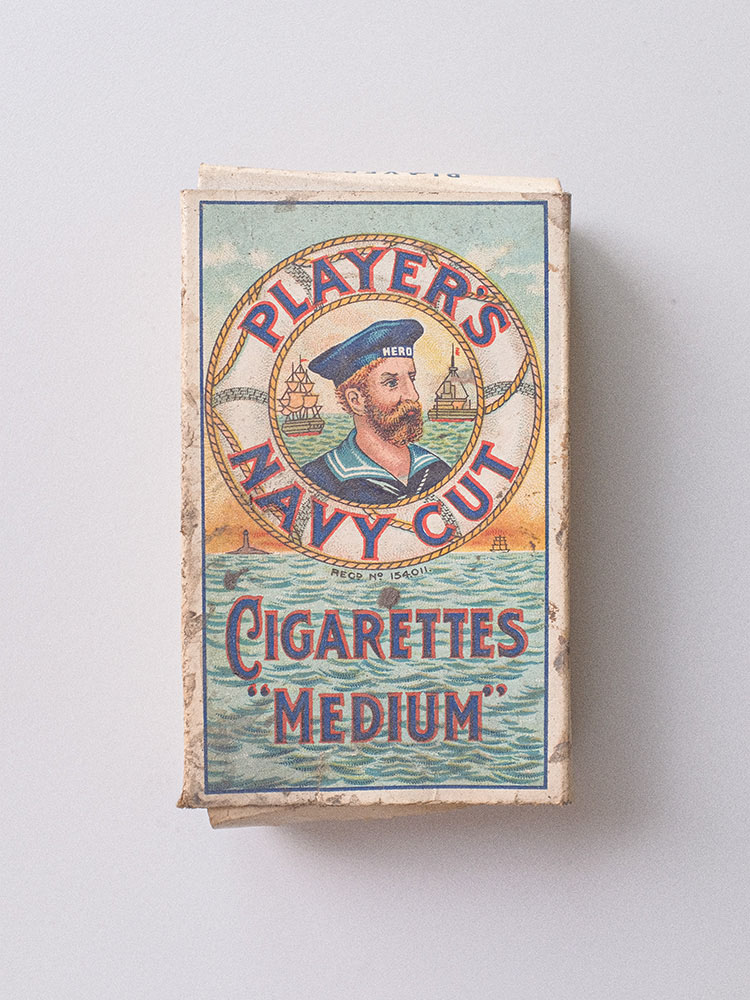 PLAYER'S
HERO
NAVY CUT
REGD No 154011.
CIGARETTES
"MEDIUM"